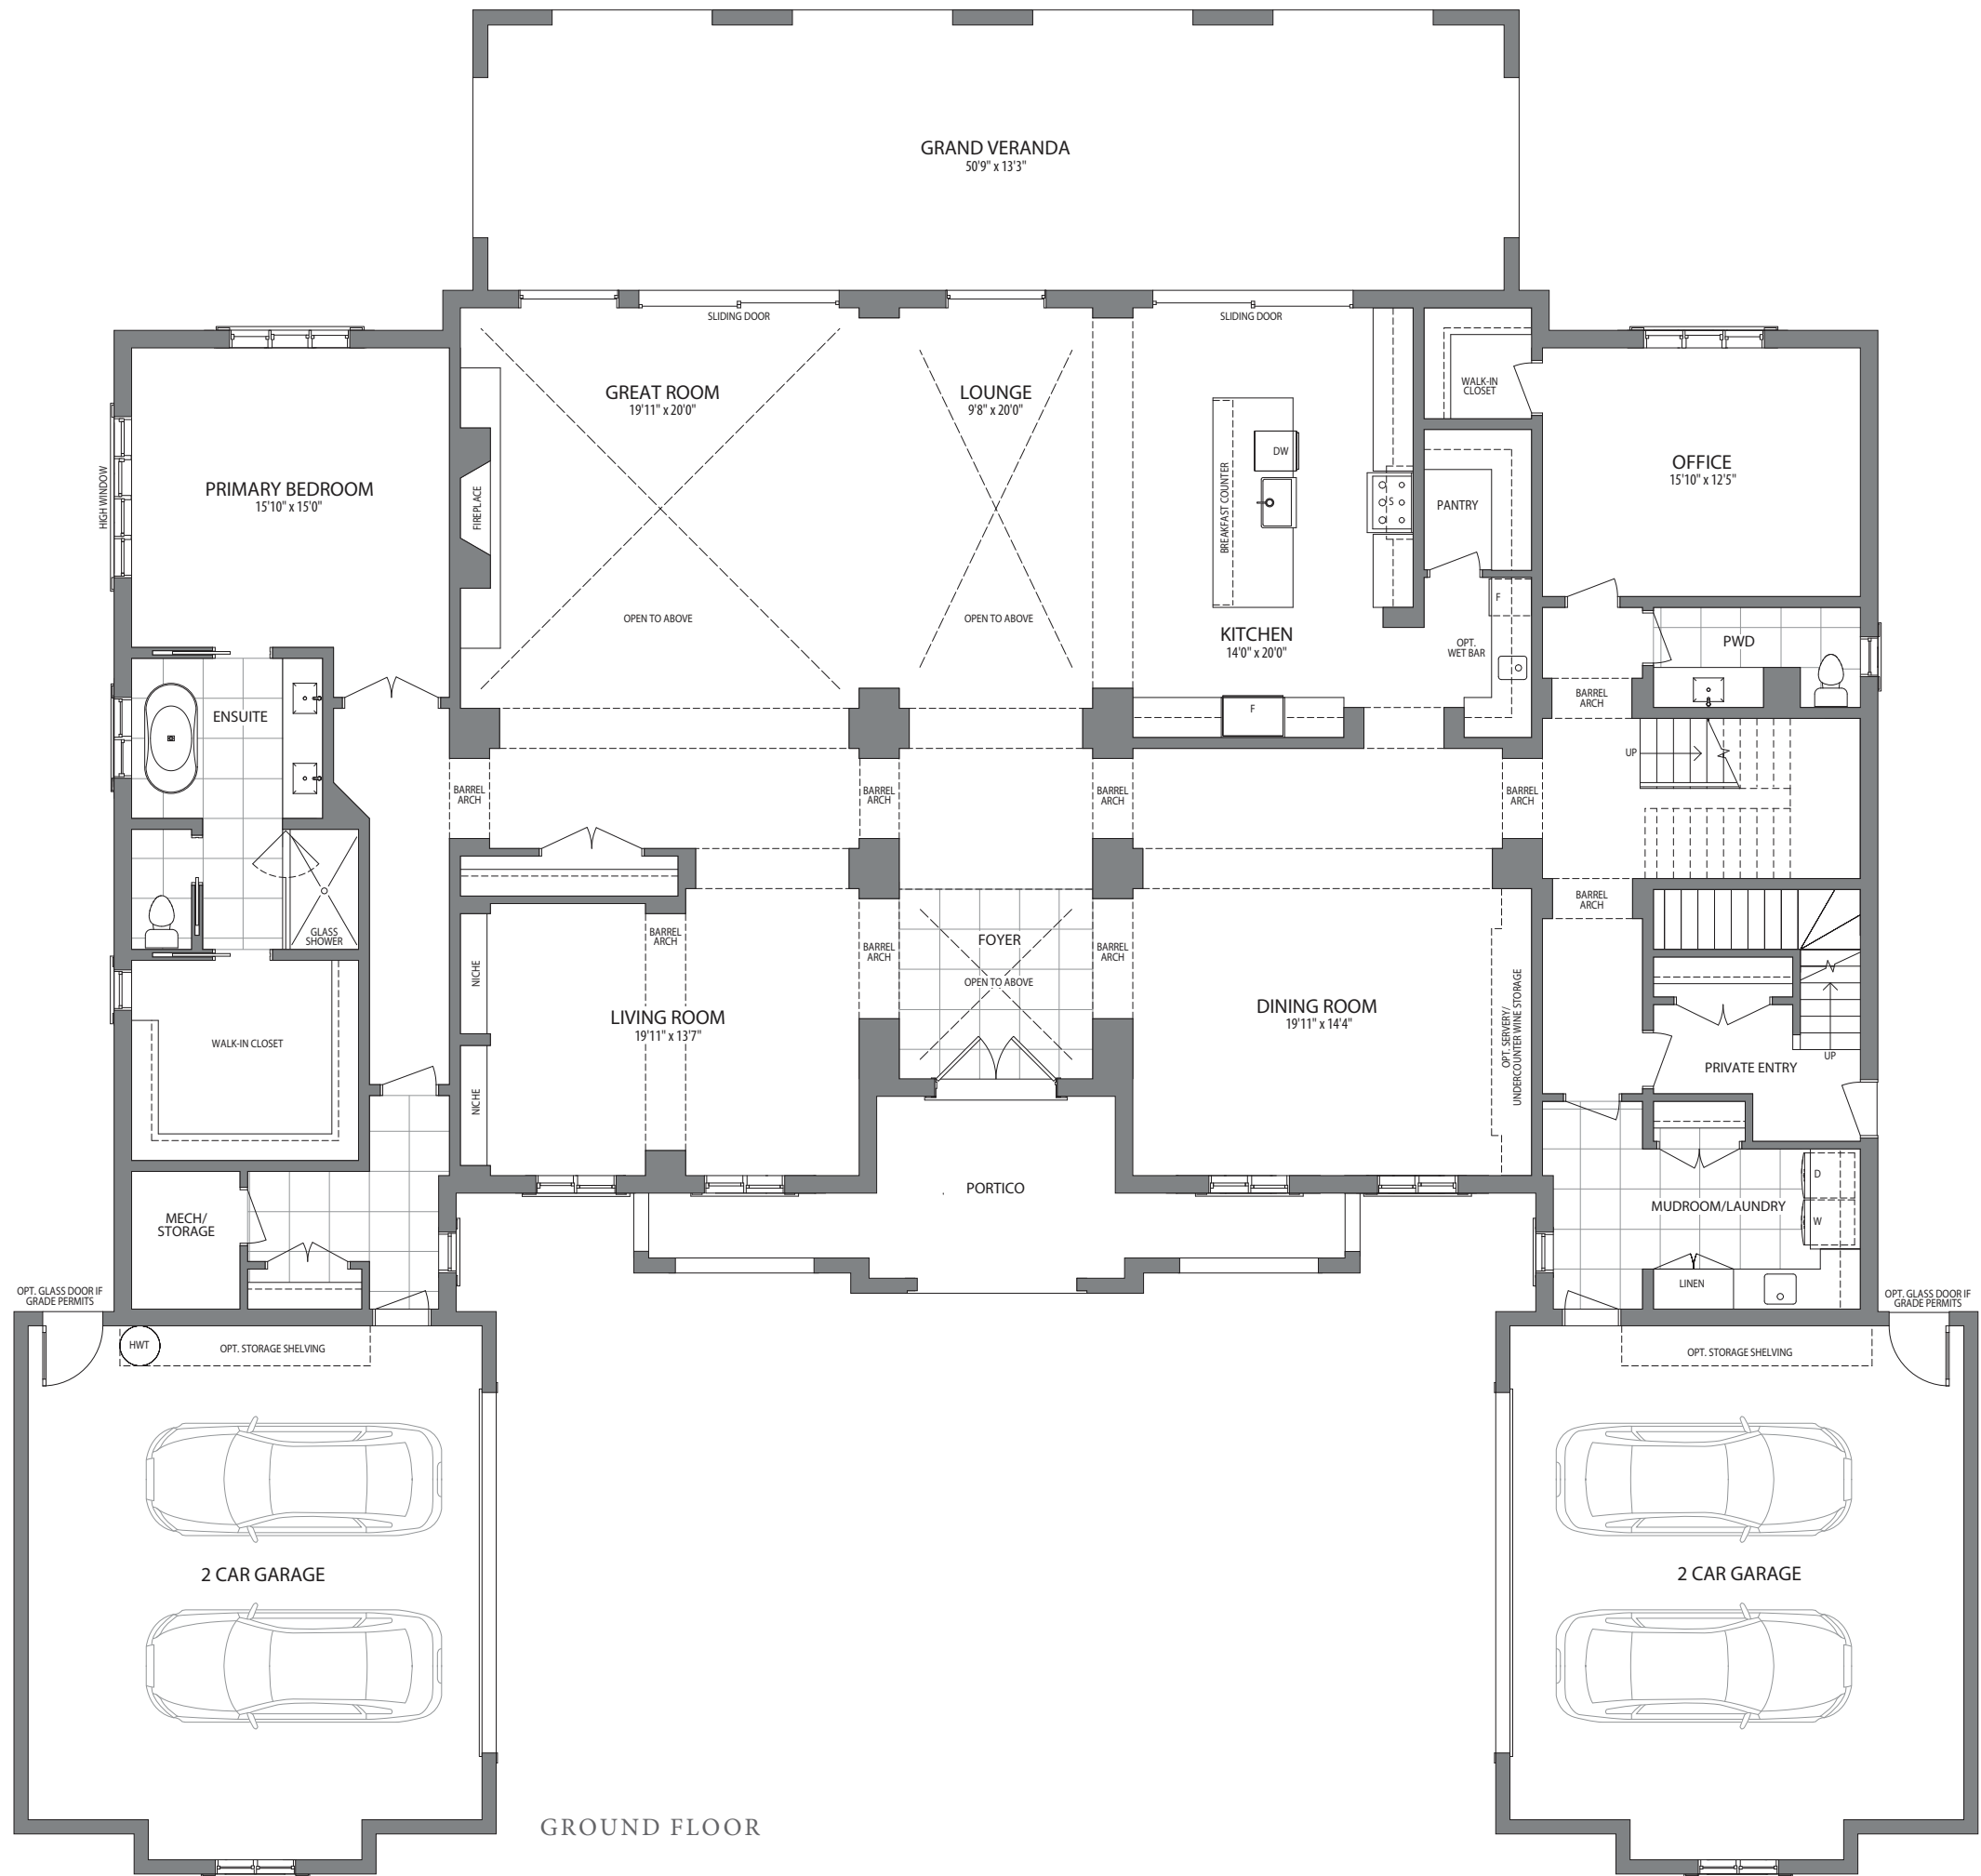 GRAND VERANDA
50'9" x 13'3"
SLIDING DOOR
SLIDING DOOR
GREAT ROOM
19'11" x 20'0"
LOUNGE
9'8" x 20'0"
WALK-IN
CLOSET
HIGH WINDOW
PRIMARY BEDROOM
15'10" x 15'0"
FIREPLACE
BREAKFAST COUNTER
DW
S
PANTRY
OFFICE
15'10" x 12'5"
OPEN TO ABOVE
OPEN TO ABOVE
KITCHEN
14'0" x 20'0"
F
OPT.
WET BAR
PWD
ENSUITE
F
BARREL
ARCH
UP
BARREL
ARCH
BARREL
ARCH
BARREL
ARCH
BARREL
ARCH
BARREL
ARCH
GLASS
SHOWER
BARREL
ARCH
BARREL
ARCH
FOYER
OPEN TO ABOVE
BARREL
ARCH
NICHE
LIVING ROOM
19'11" x 13'7"
DINING ROOM
19'11" x 14'4"
OPT. SERVERY/
UNDERCOUNTER WINE STORAGE
WALK-IN CLOSET
UP
PRIVATE ENTRY
NICHE
PORTICO
D
MECH/
STORAGE
MUDROOM/LAUNDRY
W
LINEN
OPT. GLASS DOOR IF
GRADE PERMITS
OPT. GLASS DOOR IF
GRADE PERMITS
HWT
OPT. STORAGE SHELVING
OPT. STORAGE SHELVING
2 CAR GARAGE
2 CAR GARAGE
GROUND FLOOR